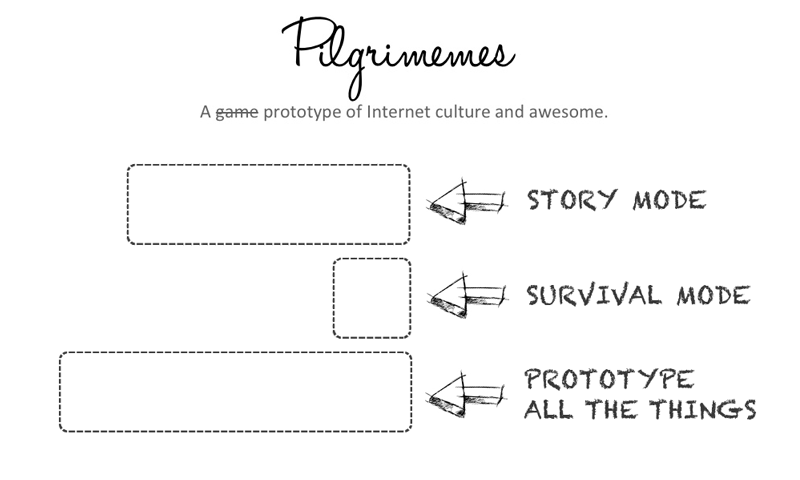 Pilgrimemes
A game prototype of Internet culture and awesome.
STORY MODE
SURVIVAL MODE
PROTOTYPE
ALL THE THINGS